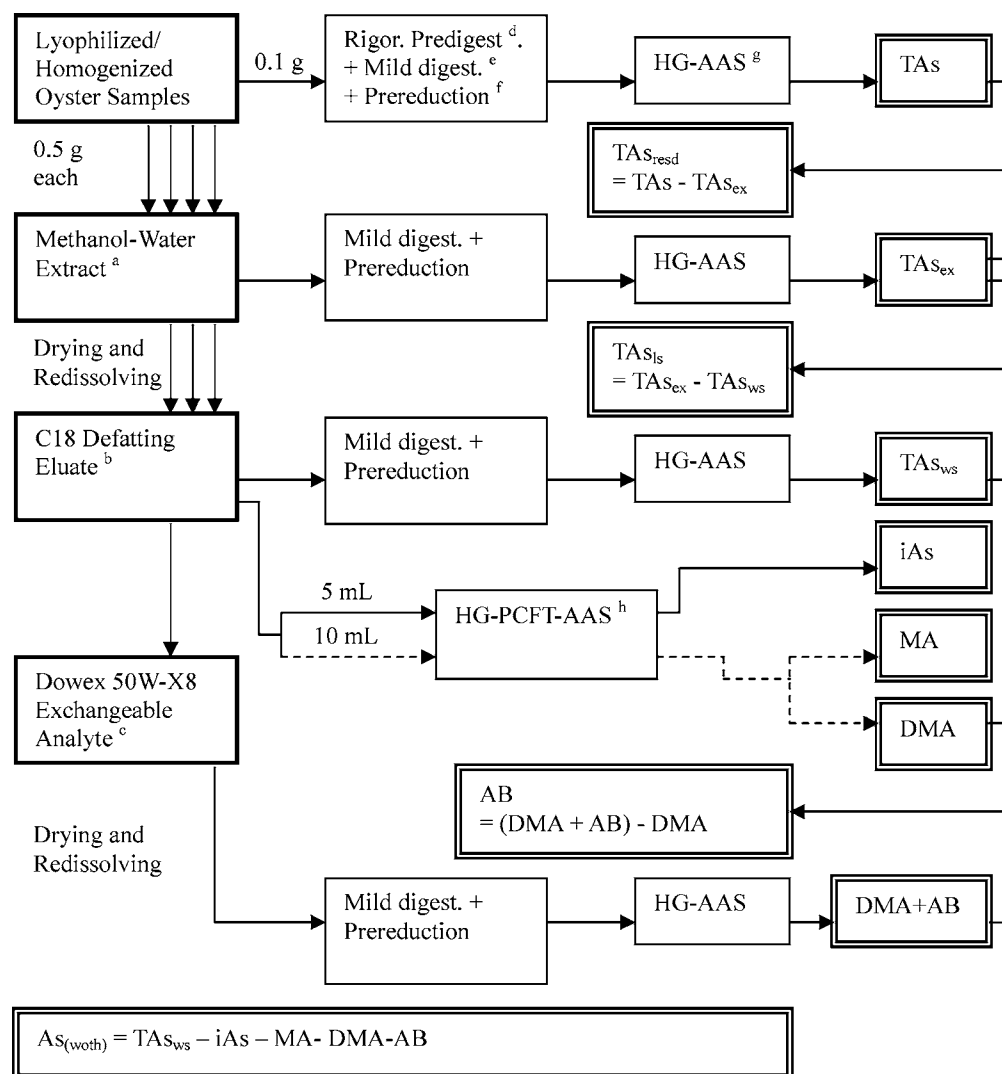 Lyophilized/
Homogenized
Oyster Samples
0.1 g
Rigor. Predigest d.
+ Mild digest. e
+ Prereduction f
HG-AAS g
TAs
0.5 g
each
TAsresd
= TAs - TAsex
Methanol-Water
Extract a
Mild digest. +
Prereduction
HG-AAS
TAsex
Drying and
Redissolving
TAsls
= TAsex - TAsws
C18 Defatting
Eluate b
Mild digest. +
Prereduction
HG-AAS
TAsws
iAs
5 mL
10 mL
HG-PCFT-AAS h
MA
Dowex 50W-X8
Exchangeable
Analyte c
DMA
AB
= (DMA + AB) - DMA
Drying and
Redissolving
Mild digest. +
Prereduction
HG-AAS
DMA+AB
As(woth) = TAsws – iAs – MA- DMA-AB